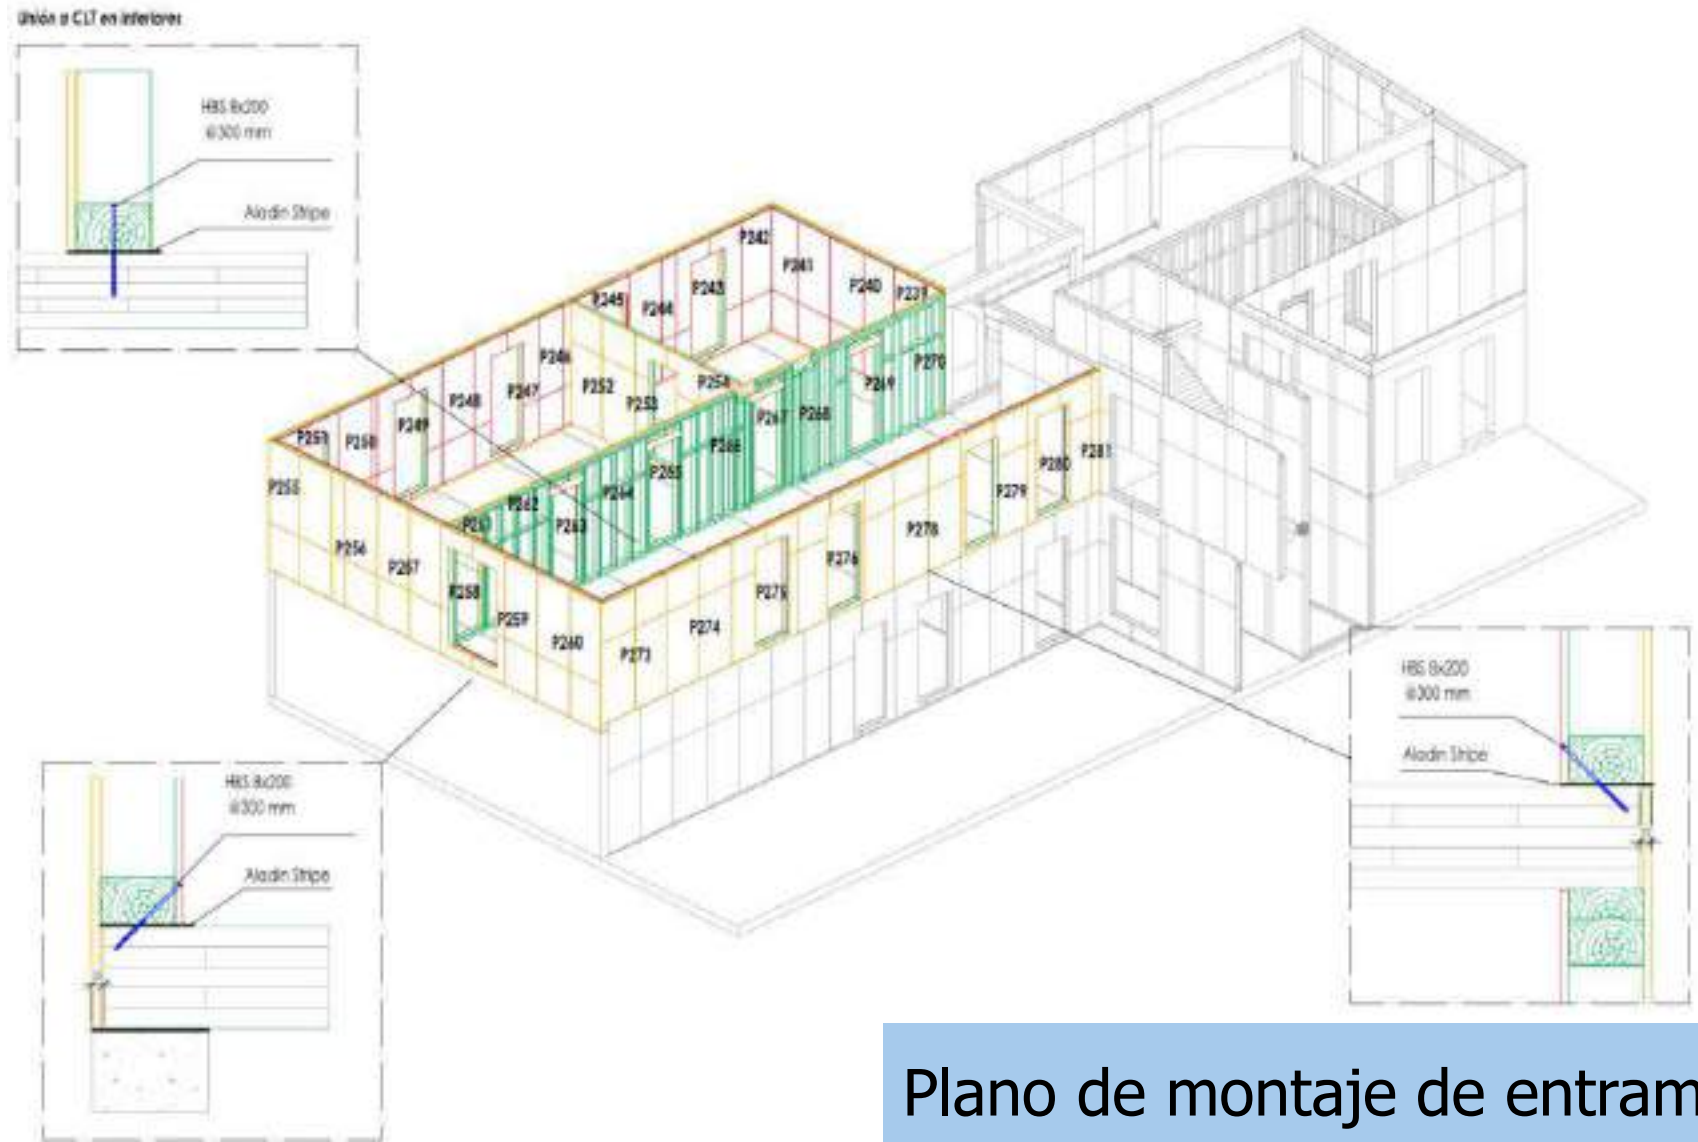 Unión a CLT en interiores
HBS 8x200
@300 mm
Aladin Stripe
P242
P241
P240
P239
P243
P244
P245
P246
P247
P248
P249
P250
P251
P252
P253
P254
P270
P269
P268
P267
P266
P265
P264
P263
P262
P261
P255
P256
P257
P258
P259
P260
P273
P274
P275
P276
P278
P279
P280
P281
HBS 8x200
@300 mm
Aladin Stripe
HBS 8x200
@300 mm
Aladin Stripe
Plano de montaje de entram